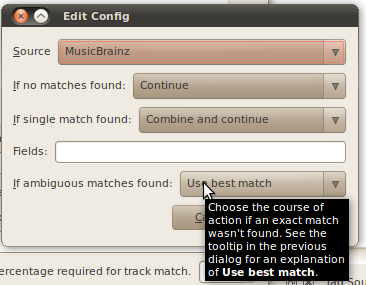 Edit Config
Source MusicBrainz
If no matches found: Continue
If single match found: Combine and continue
Fields:
If ambiguous matches found: Use best match
Choose the course of
action if an exact match
wasn't found. See the
tooltip in the previous
dialog for an explanation
of Use best match.
ercentage required for track match.